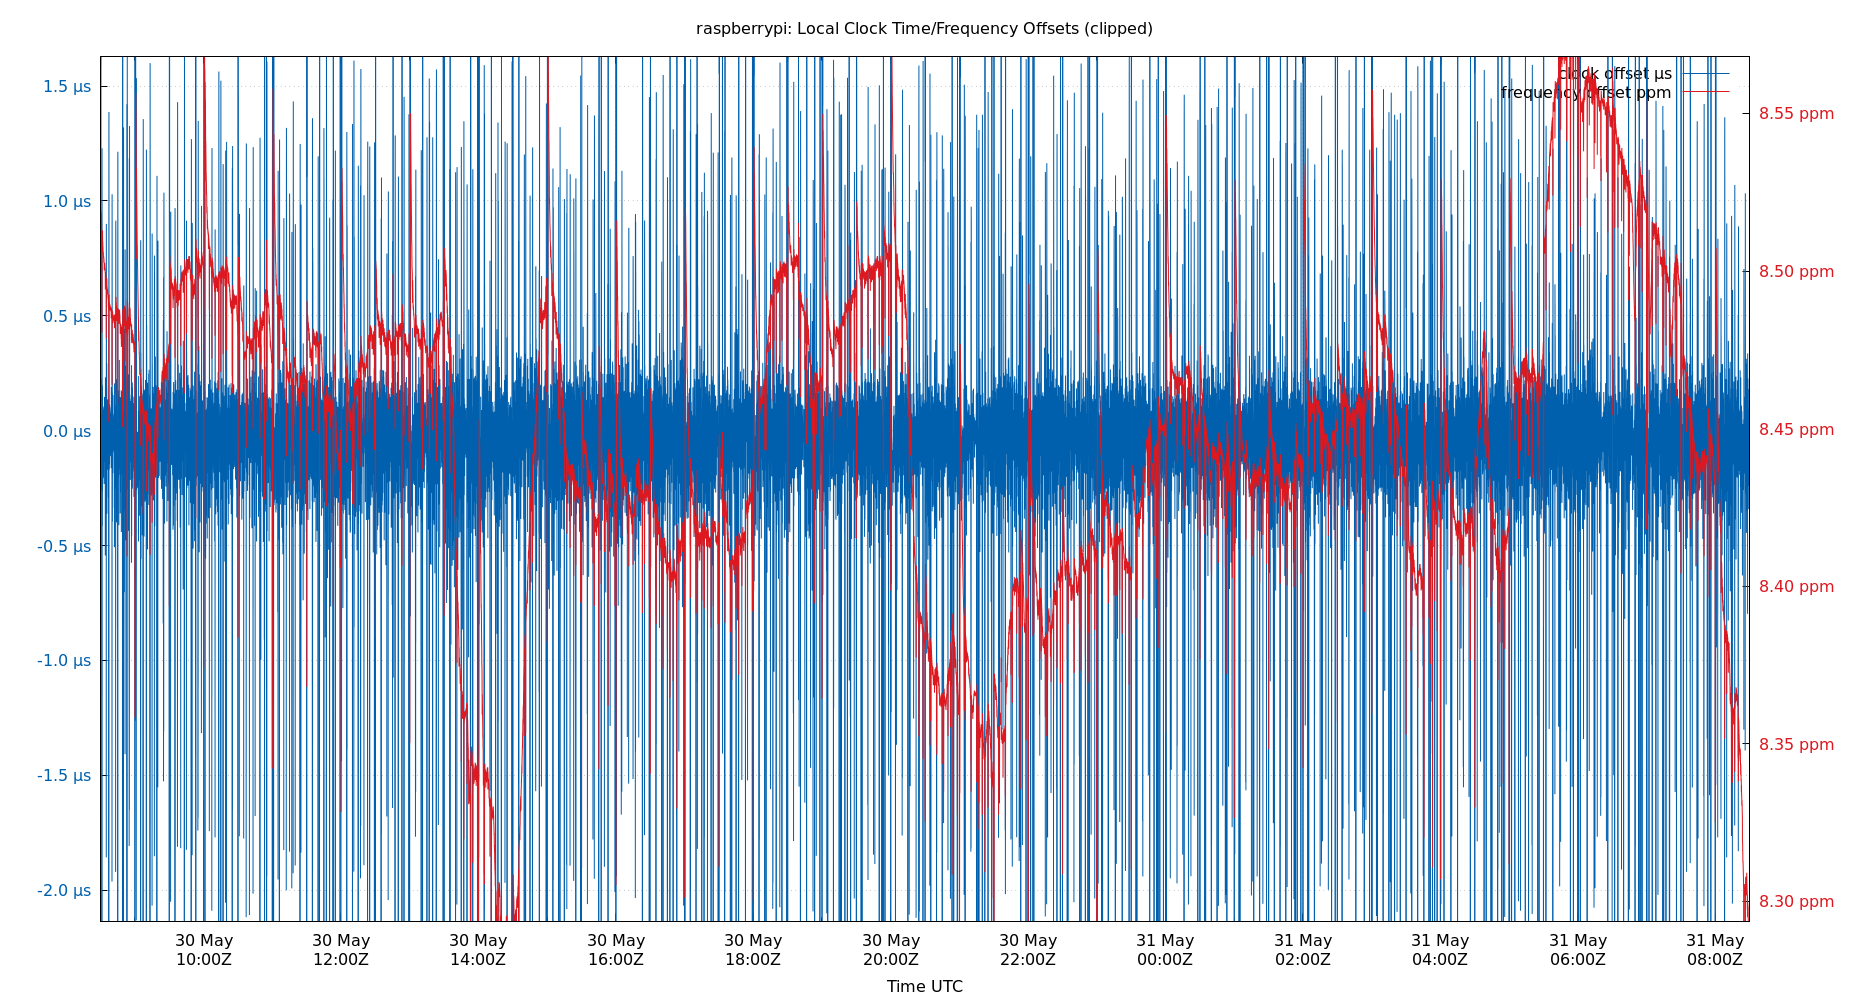 raspberrypi: Local Clock Time/Frequency Offsets (clipped)
clock offset µs
frequency offset ppm
1.5 µs
1.0 µs
0.5 µs
0.0 µs
-0.5 µs
-1.0 µs
-1.5 µs
-2.0 µs
8.55 ppm
8.50 ppm
8.45 ppm
8.40 ppm
8.35 ppm
8.30 ppm
30 May
10:00Z
30 May
12:00Z
30 May
14:00Z
30 May
16:00Z
30 May
18:00Z
30 May
20:00Z
30 May
22:00Z
31 May
00:00Z
31 May
02:00Z
31 May
04:00Z
31 May
06:00Z
31 May
08:00Z
Time UTC